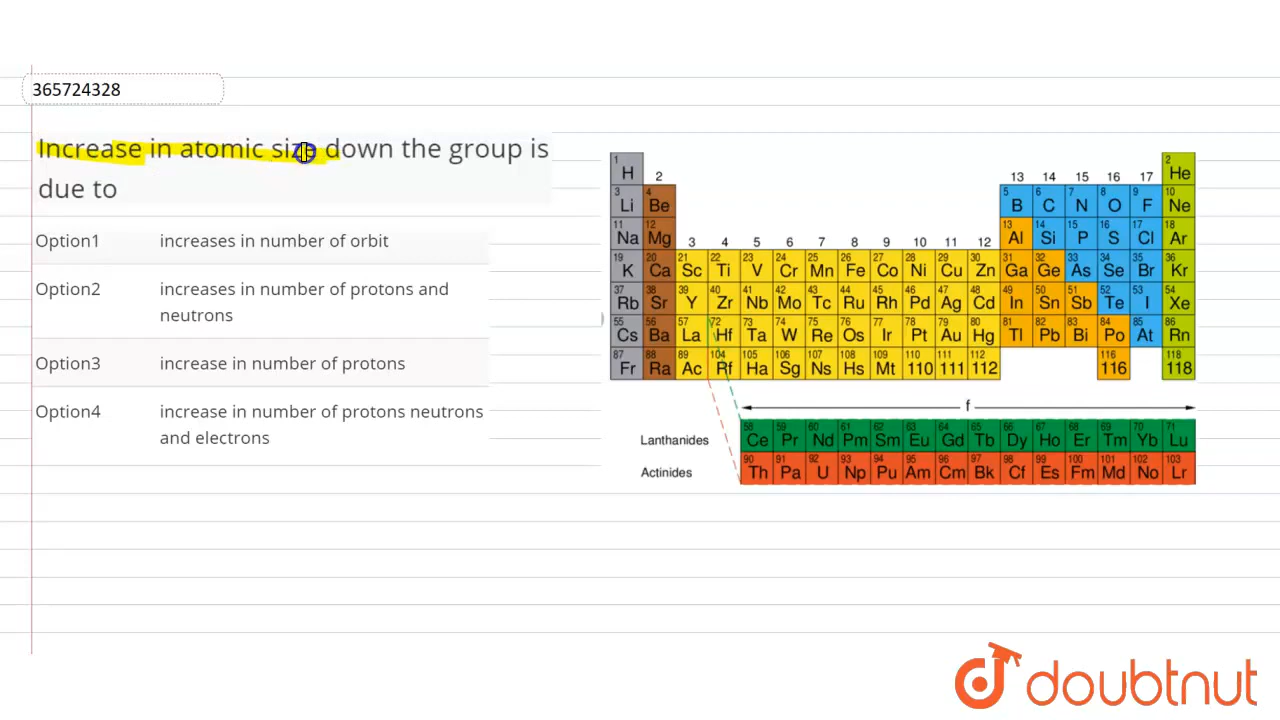 365724328
Increase in atomic size down the group is
due to
Option1 increases in number of orbit
Option2 increases in number of protons and
neutrons
Option3 increase in number of protons
Option4 increase in number of protons neutrons
and electrons
1 2
H 2 13 14 15 16 17 He
3 4 5 6 7 8 9 10
Li Be B C N O F Ne
11 12 13 14 15 16 17 18
Na Mg 3 4 5 6 7 8 9 10 11 12 Al Si P S Cl Ar
19 20 21 22 23 24 25 26 27 28 29 30 31 32 33 34 35 36
K Ca Sc Ti V Cr Mn Fe Co Ni Cu Zn Ga Ge As Se Br Kr
37 38 39 40 41 42 43 44 45 46 47 48 49 50 51 52 53 54
Rb Sr Y Zr Nb Mo Tc Ru Rh Pd Ag Cd In Sn Sb Te I Xe
55 56 57 72 73 74 75 76 77 78 79 80 81 82 83 84 85 86
Cs Ba La Hf Ta W Re Os Ir Pt Au Hg Tl Pb Bi Po At Rn
87 88 89 104 105 106 107 108 109 110 111 112 116 118
Fr Ra Ac Rf Ha Sg Ns Hs Mt 110 111 112 116 118
f
58 59 60 61 62 63 64 65 66 67 68 69 70 71
Lanthanides Ce Pr Nd Pm Sm Eu Gd Tb Dy Ho Er Tm Yb Lu
90 91 92 93 94 95 96 97 98 99 100 101 102 103
Actinides Th Pa U Np Pu Am Cm Bk Cf Es Fm Md No Lr
doubtnut